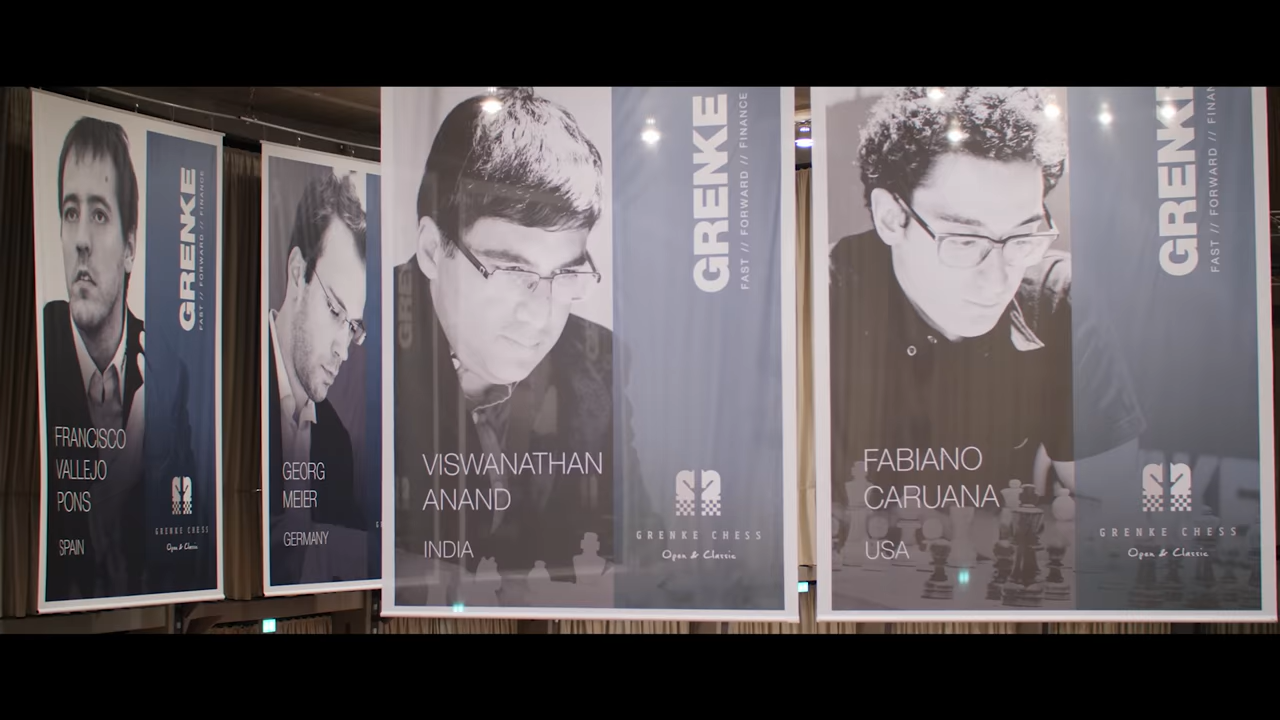 FRANCISCO
VALLEJO
PONS
SPAIN
GRENKE
FAST // FORWARD // FINANCE
GRENKE CHESS
Open & Classic
GEORG
MEIER
GERMANY
VISWANATHAN
ANAND
INDIA
GRENKE
FAST // FORWARD // FINANCE
GRENKE CHESS
Open & Classic
FABIANO
CARUANA
USA
GRENKE
FAST // FORWARD // FINAN
GRENKE CHESS
Open & Classic